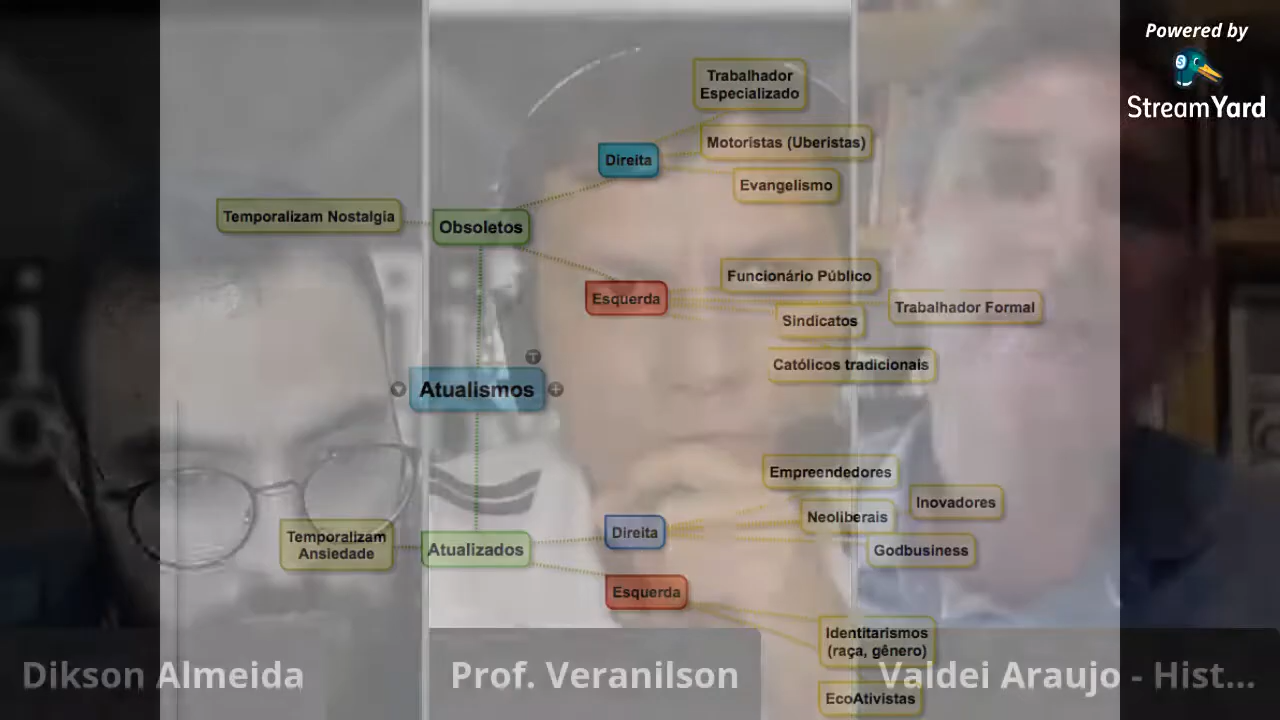 Powered by
StreamYard
Trabalhador
Especializado
Direita
Motoristas (Uberistas)
Evangelismo
Temporalizam Nostalgia
Obsoletos
Esquerda
Funcionário Público
Trabalhador Formal
Sindicatos
Católicos tradicionais
Atualismos
Empreendedores
Inovadores
Neoliberais
Direita
Godbusiness
Temporalizam
Ansiedade
Atualizados
Esquerda
Identitarismos
(raça, gênero)
EcoAtivistas
Dikson Almeida
Prof. Veranilson
Valdei Araujo - Hist...